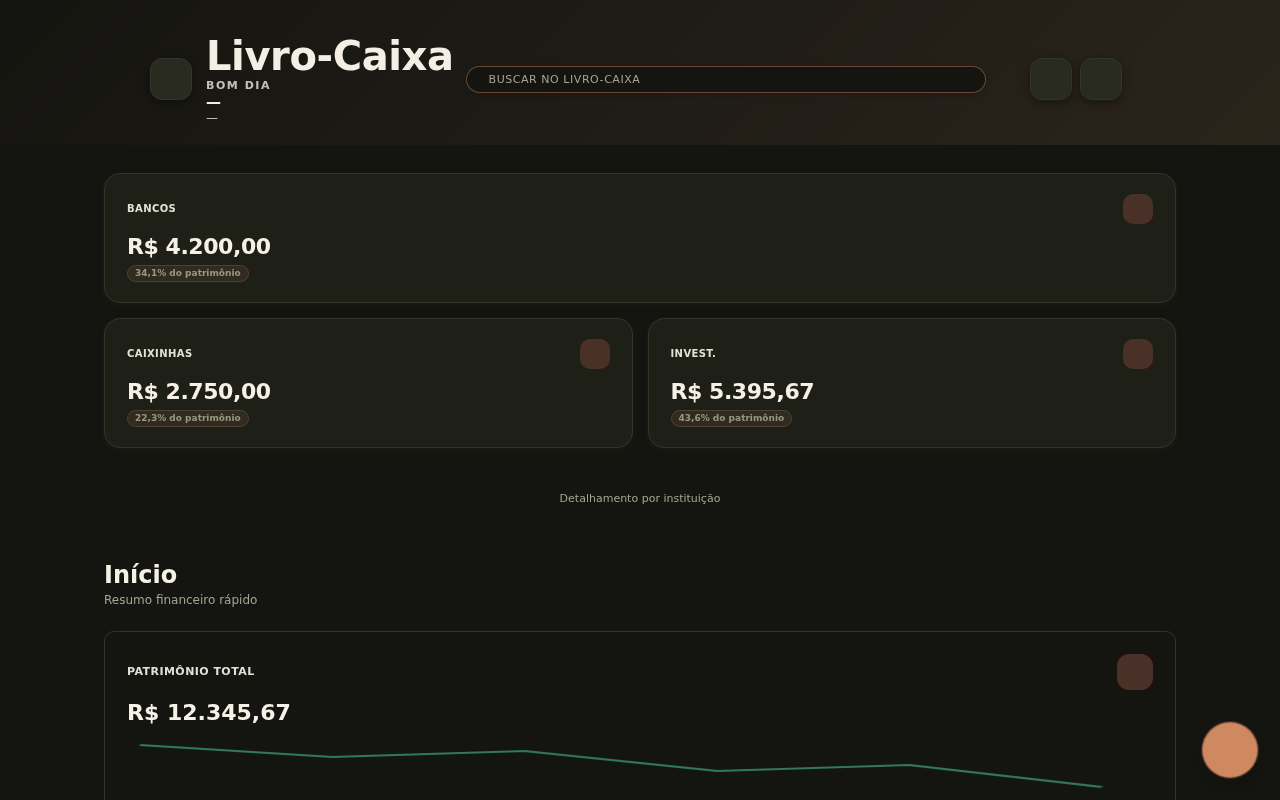 Livro-Caixa
BOM DIA
—
—
BUSCAR NO LIVRO-CAIXA
BANCOS
R$ 4.200,00
34,1% do patrimônio
CAIXINHAS
R$ 2.750,00
22,3% do patrimônio
INVEST.
R$ 5.395,67
43,6% do patrimônio
Detalhamento por instituição
Início
Resumo financeiro rápido
PATRIMÔNIO TOTAL
R$ 12.345,67